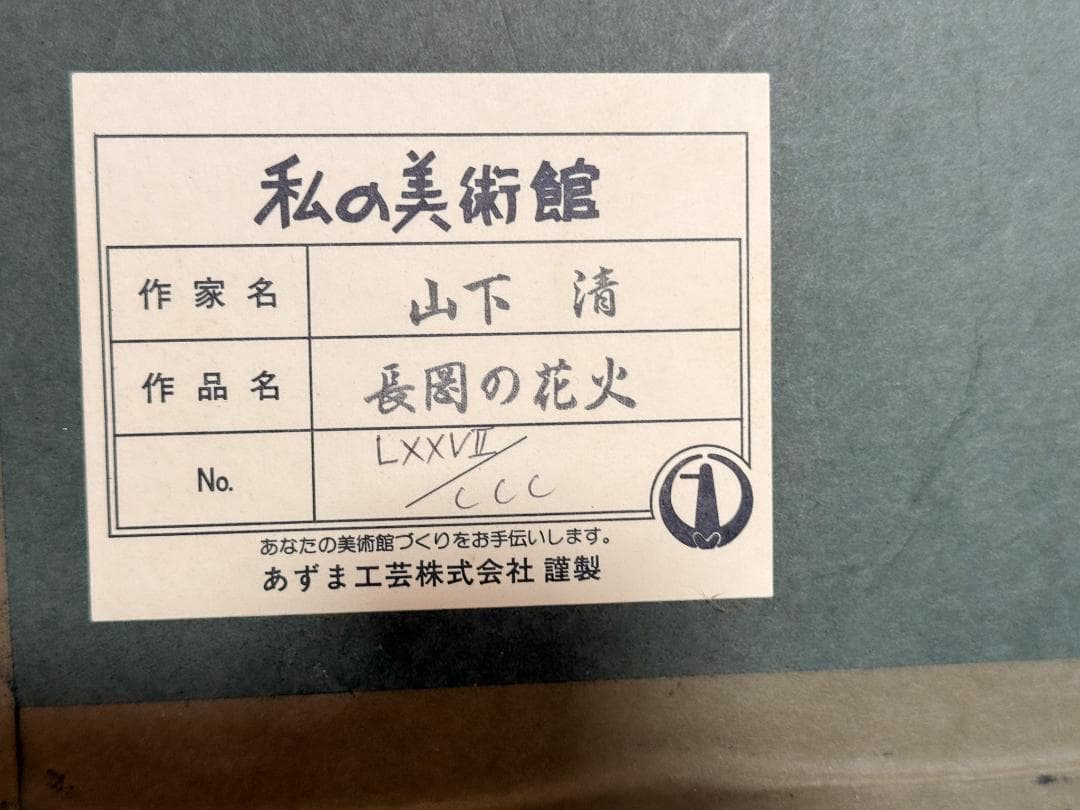 私の美術館
作家名 山下 清
作品名 長岡の花火
No. LXXVII/CCC
あなたの美術館づくりをお手伝いします。
あずま工芸株式会社 謹製